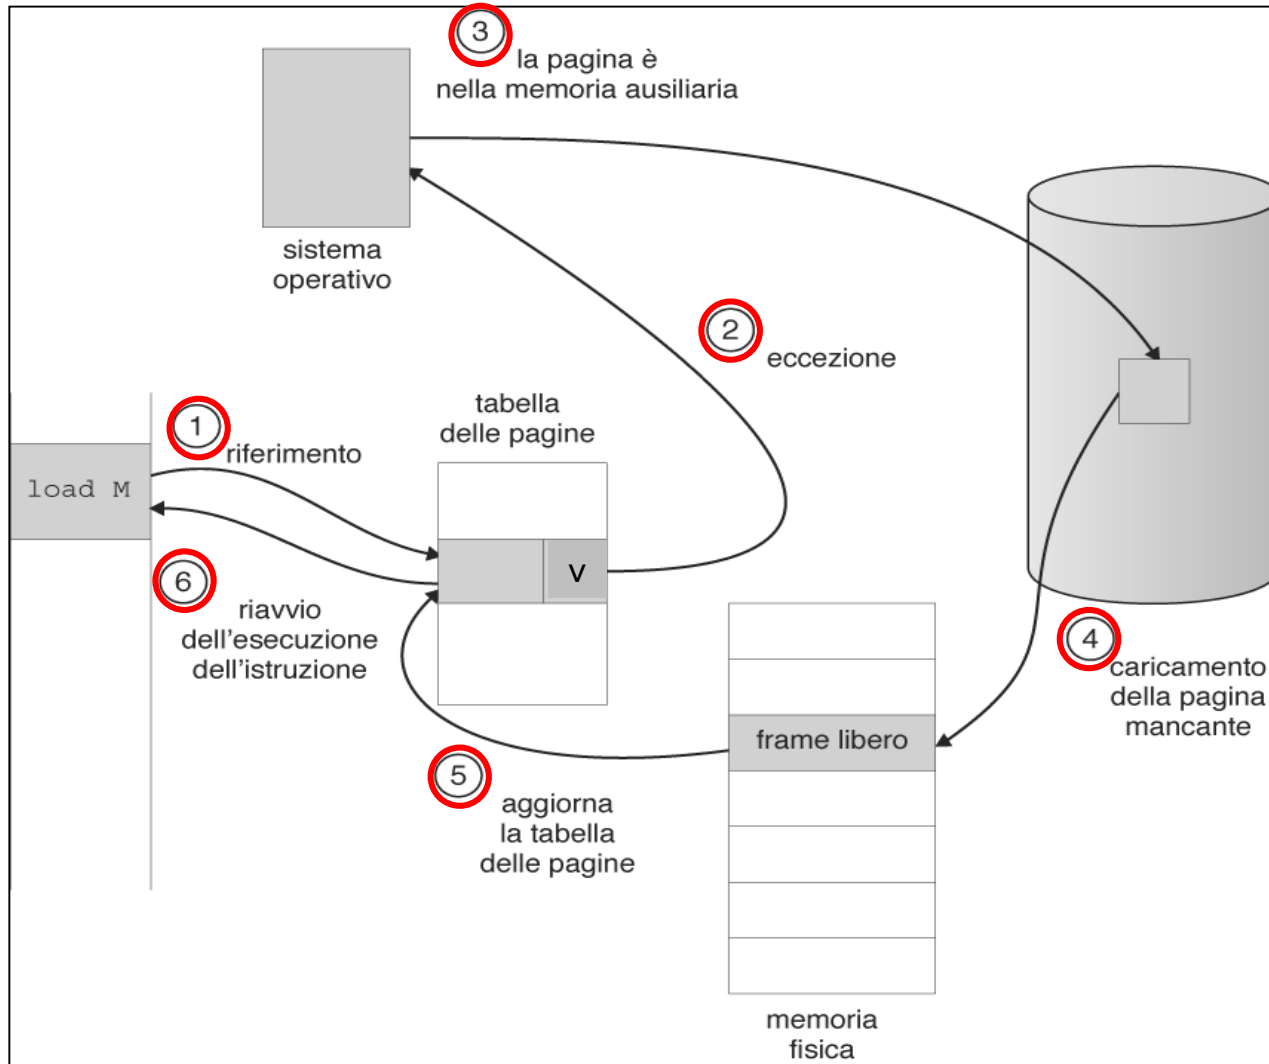 3
la pagina è
nella memoria ausiliaria
sistema
operativo
2
eccezione
1
riferimento
load M
6
riavvio
dell'esecuzione
dell'istruzione
tabella
delle pagine
v
5
aggiorna
la tabella
delle pagine
4
caricamento
della pagina
mancante
frame libero
memoria
fisica